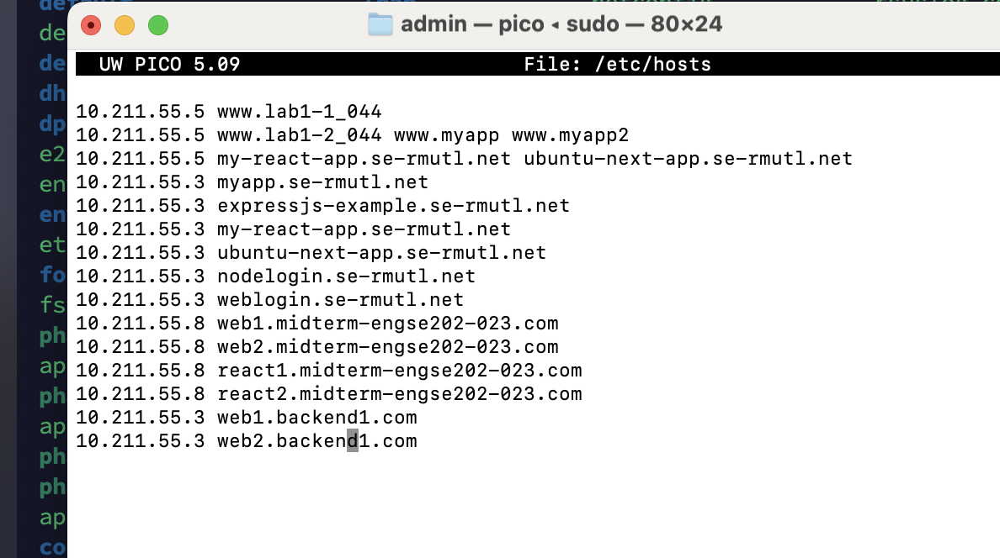 admin — pico ◂ sudo — 80×24
UW PICO 5.09 File: /etc/hosts
10.211.55.5 www.lab1-1_044
10.211.55.5 www.lab1-2_044 www.myapp www.myapp2
10.211.55.5 my-react-app.se-rmutl.net ubuntu-next-app.se-rmutl.net
10.211.55.3 myapp.se-rmutl.net
10.211.55.3 expressjs-example.se-rmutl.net
10.211.55.3 my-react-app.se-rmutl.net
10.211.55.3 ubuntu-next-app.se-rmutl.net
10.211.55.3 nodelogin.se-rmutl.net
10.211.55.3 weblogin.se-rmutl.net
10.211.55.8 web1.midterm-engse202-023.com
10.211.55.8 web2.midterm-engse202-023.com
10.211.55.8 react1.midterm-engse202-023.com
10.211.55.8 react2.midterm-engse202-023.com
10.211.55.3 web1.backend1.com
10.211.55.3 web2.backend1.com
de
de
dh
dp
e2
en
en
et
fo
fs
ph
ap
ph
ap
ph
ph
ap
co